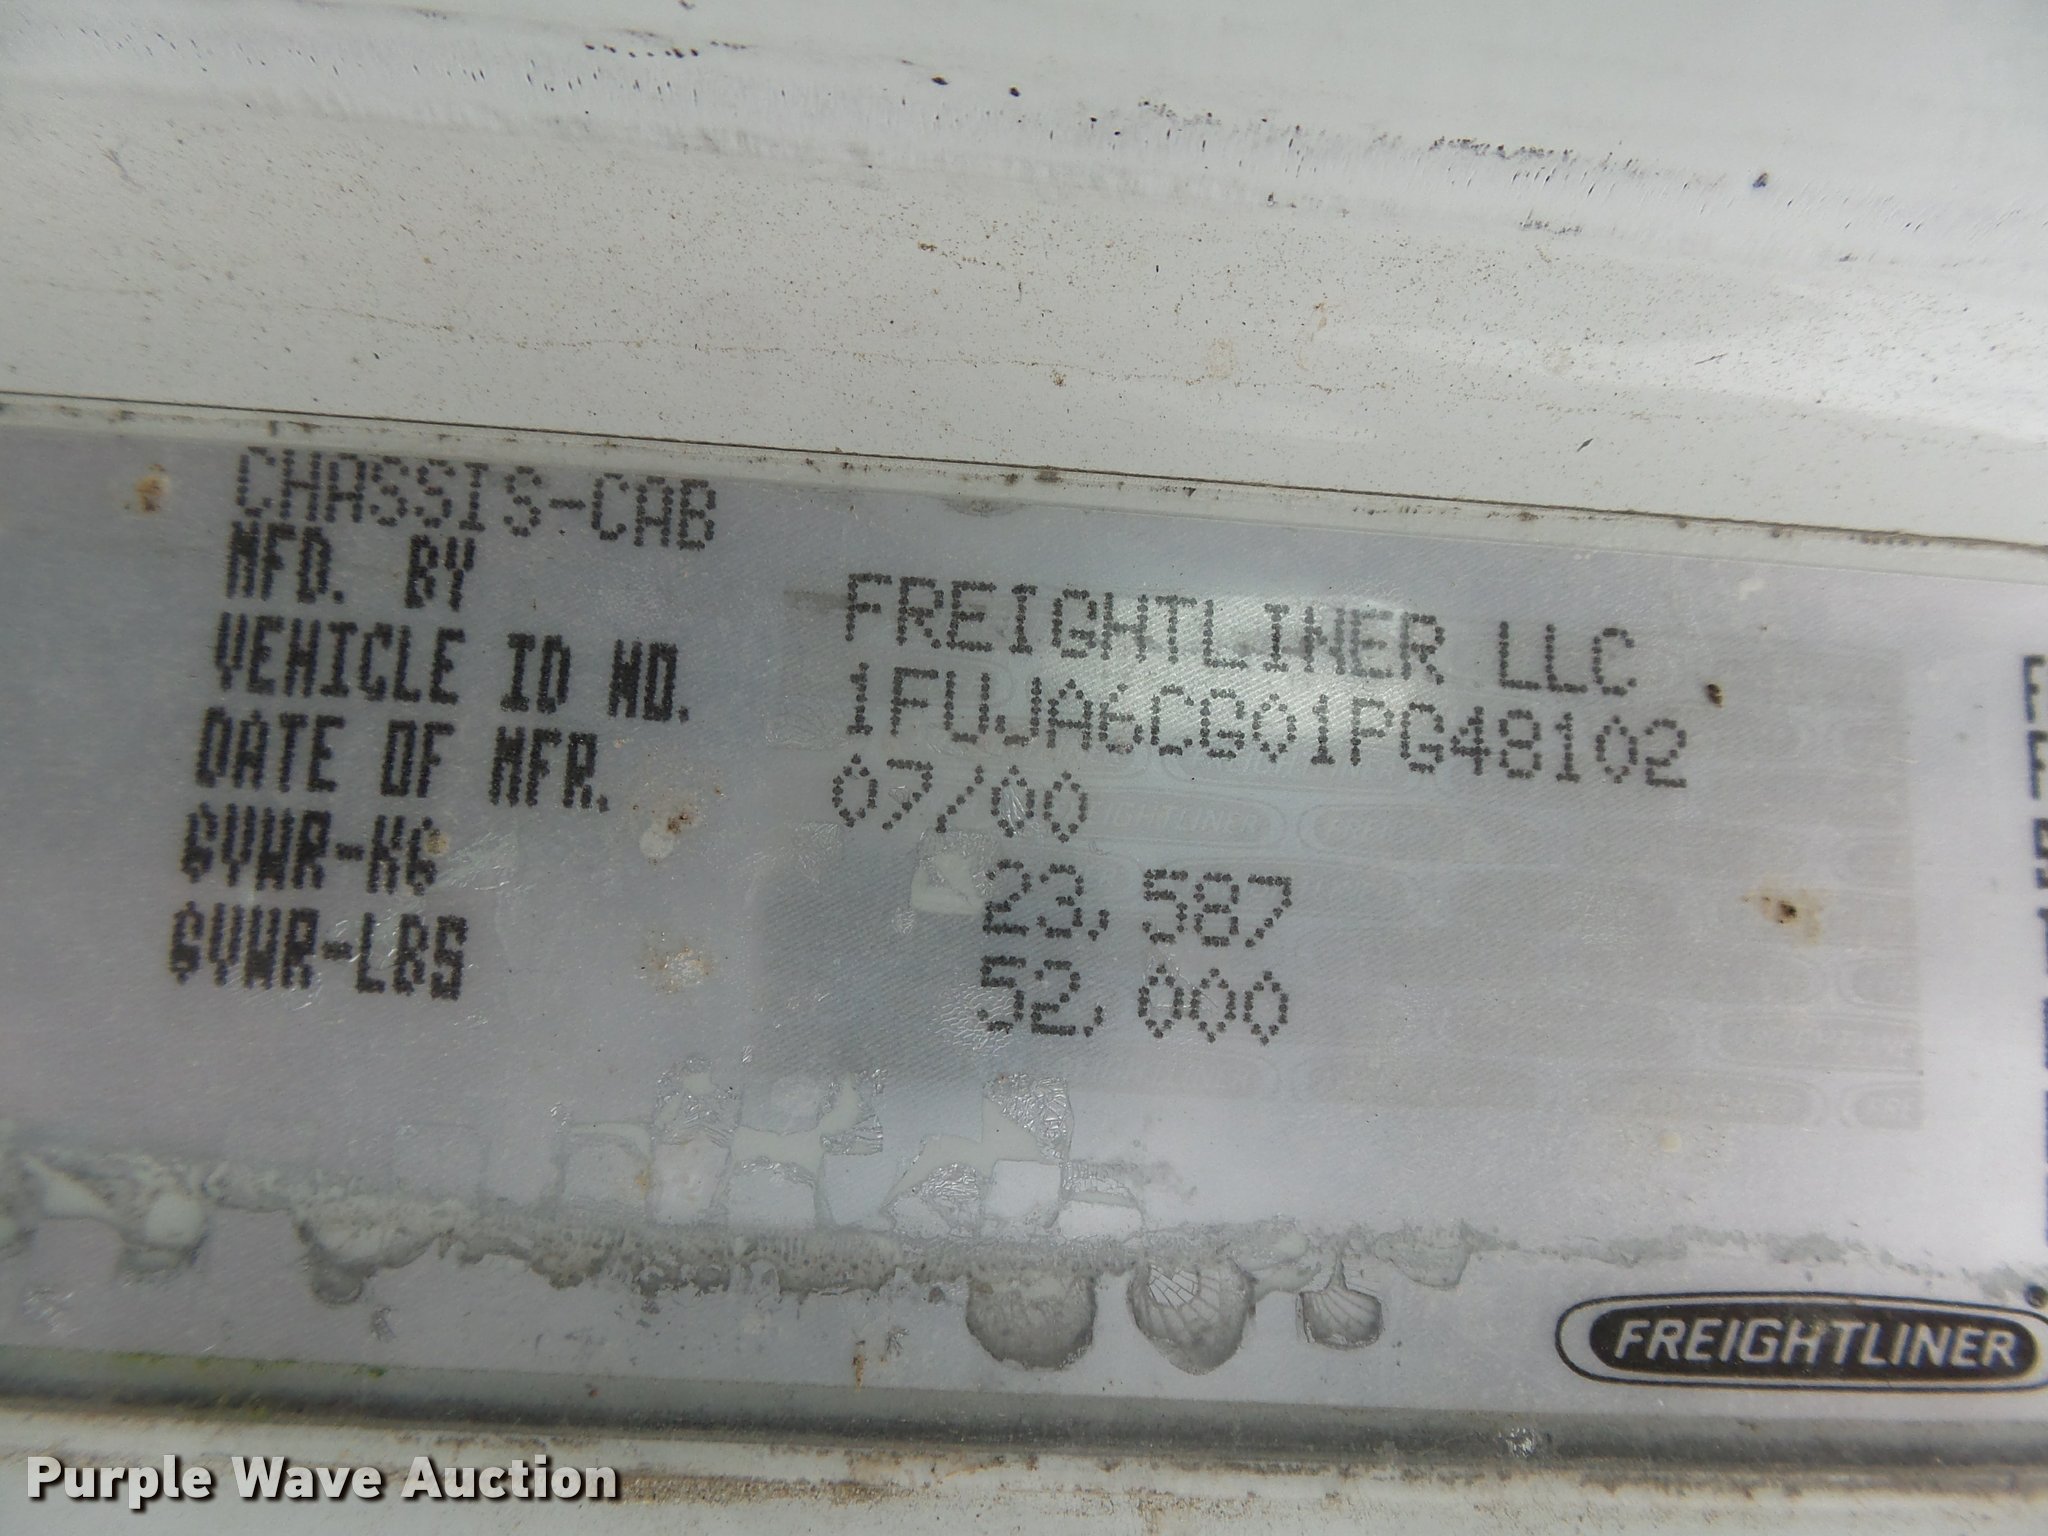 CHASSIS-CAB
MFD. BY FREIGHTLINER LLC
VEHICLE ID NO. 1FUJA6CG01PG48102
DATE OF MFR. 07/00
GVWR-KG 23,587
GVWR-LBS 52,000
FREIGHTLINER
Purple Wave Auction